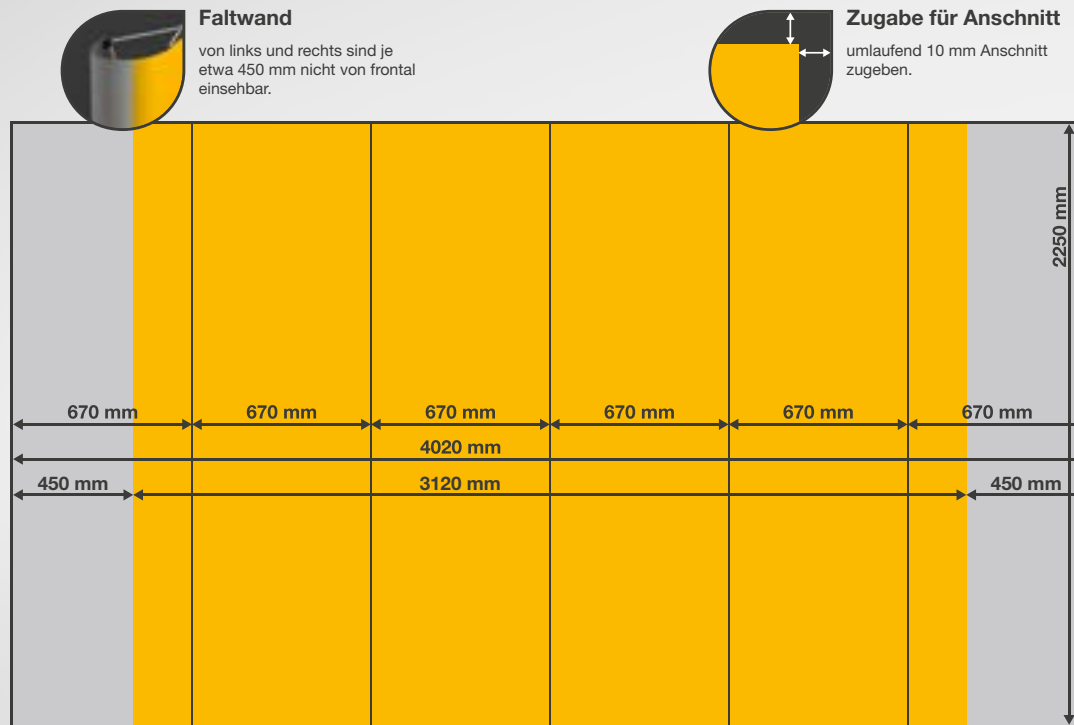 Faltwand
von links und rechts sind je
etwa 450 mm nicht von frontal
einsehbar.
Zugabe für Anschnitt
umlaufend 10 mm Anschnitt
zugeben.
2250 mm
670 mm 670 mm 670 mm 670 mm 670 mm 670 mm
4020 mm
450 mm 3120 mm 450 mm